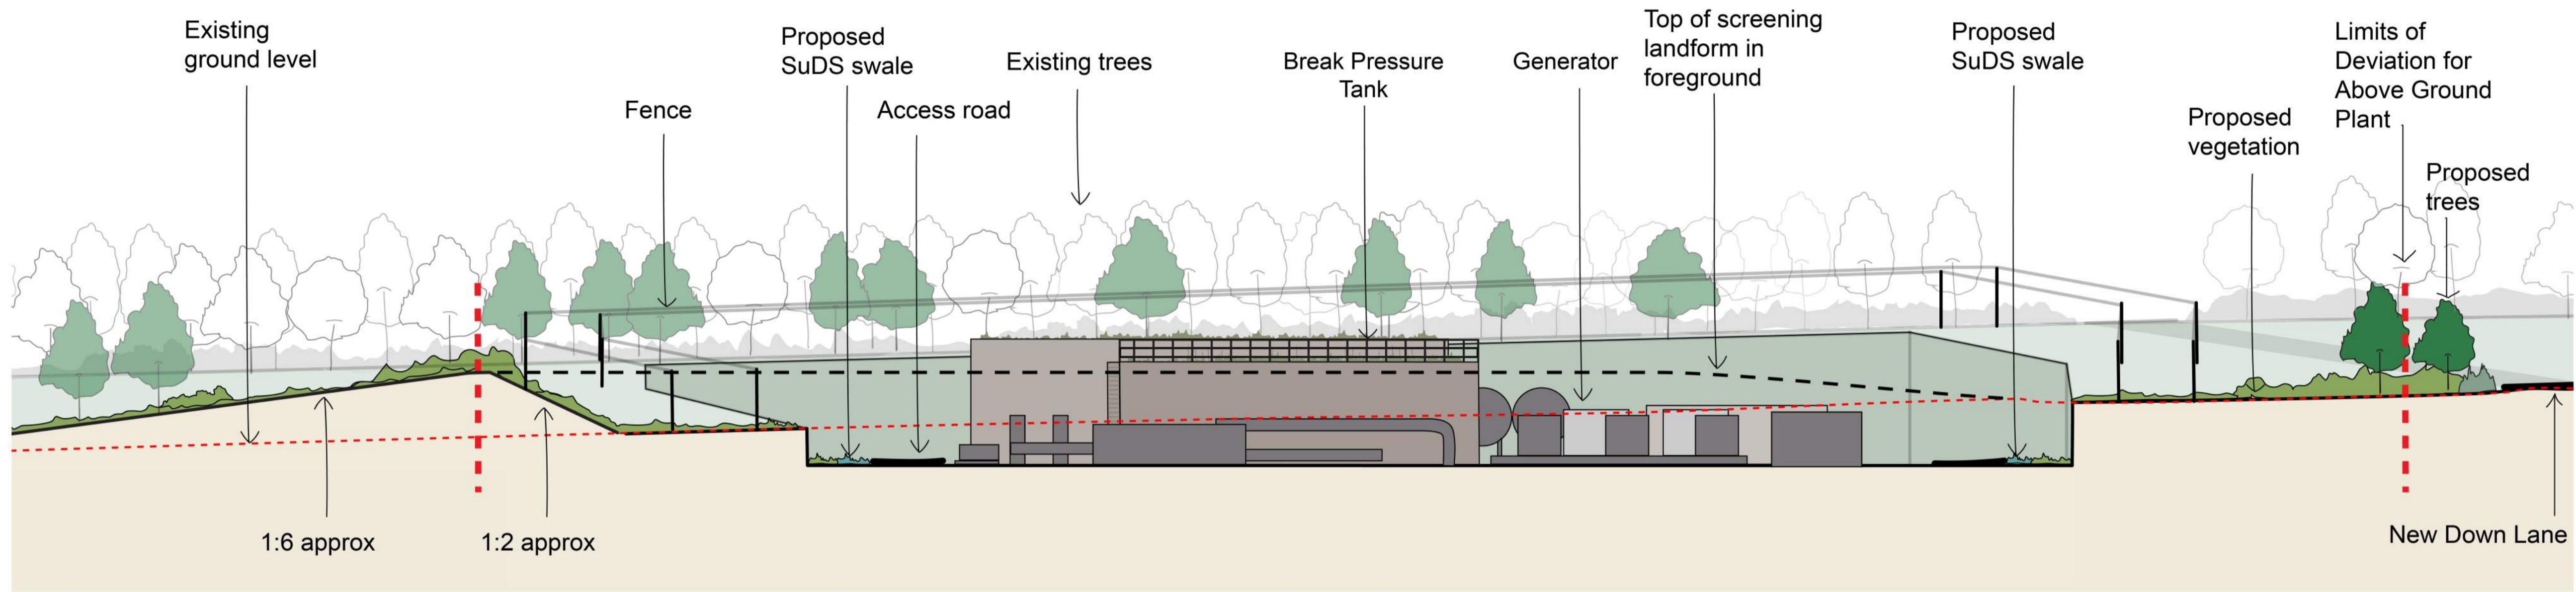 Existing
ground level
Fence
Proposed
SuDS swale
Access road
Existing trees
Break Pressure
Tank
Generator
Top of screening
landform in
foreground
Proposed
SuDS swale
Proposed
vegetation
Limits of
Deviation for
Above Ground
Plant
Proposed
trees
1:6 approx
1:2 approx
New Down Lane